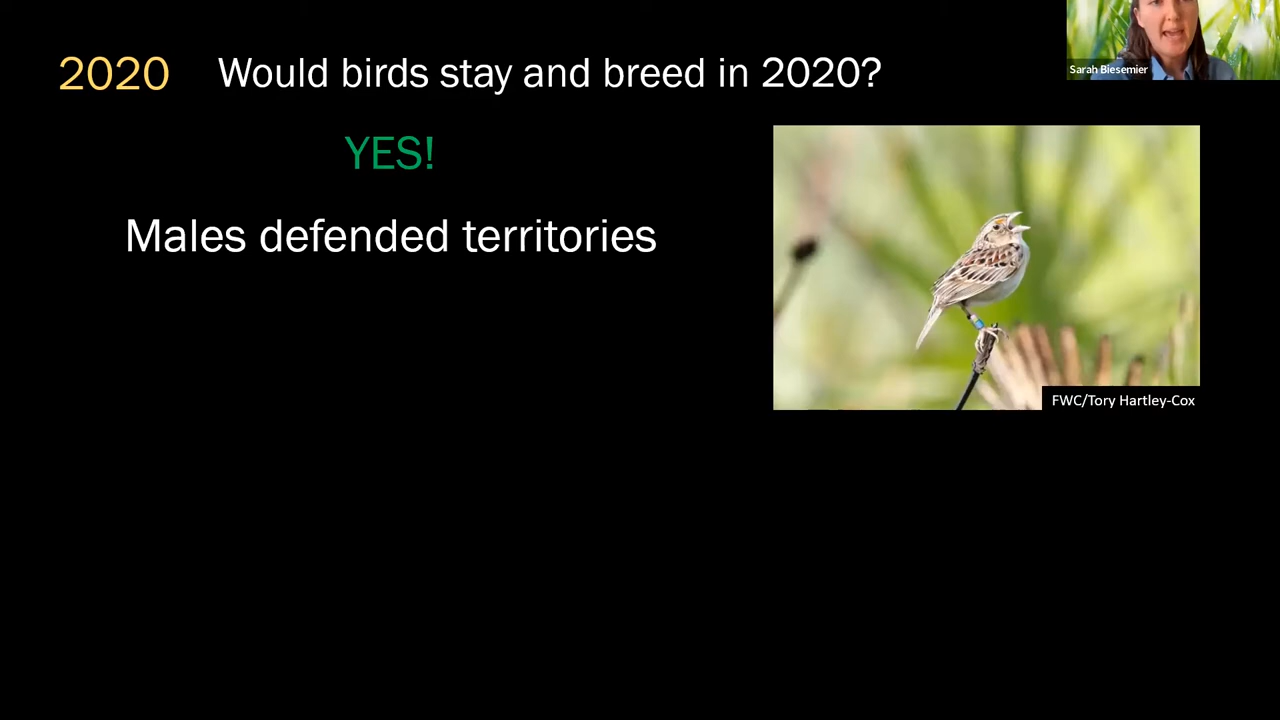 2020 Would birds stay and breed in 2020?
Sarah Biesemier
YES!
Males defended territories
FWC/Tory Hartley-Cox